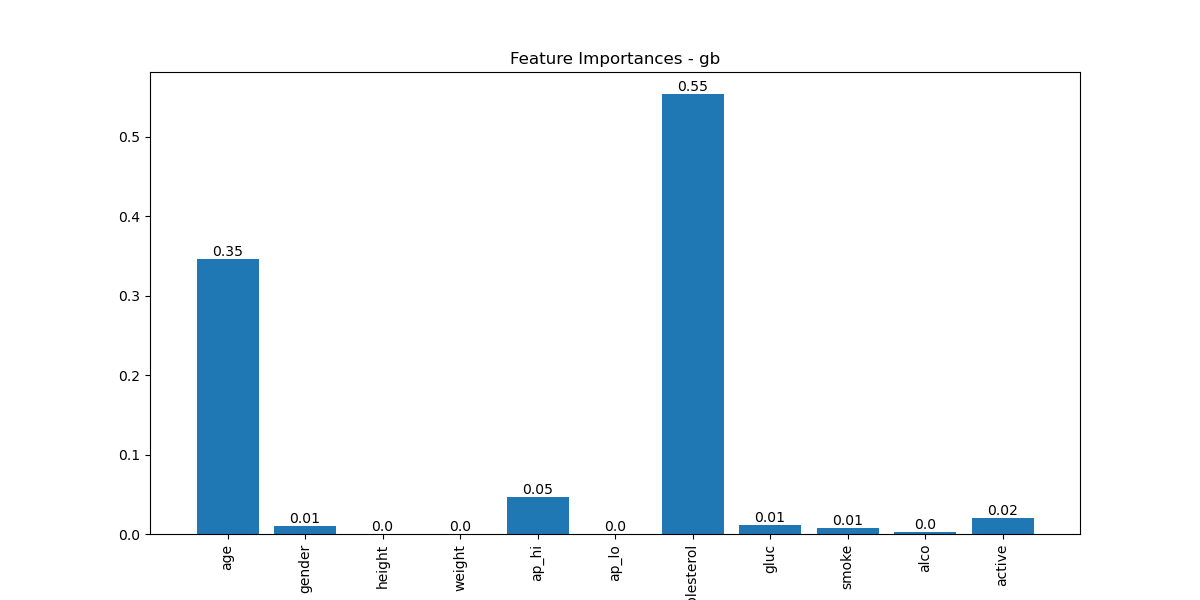 Feature Importances - gb
0.55
0.5
0.4
0.35
0.3
0.2
0.1
0.05
0.02
0.01
0.01
0.01
0.0
0.0
0.0
0.0
0.0
age
gender
height
weight
ap_hi
ap_lo
olesterol
gluc
smoke
alco
active